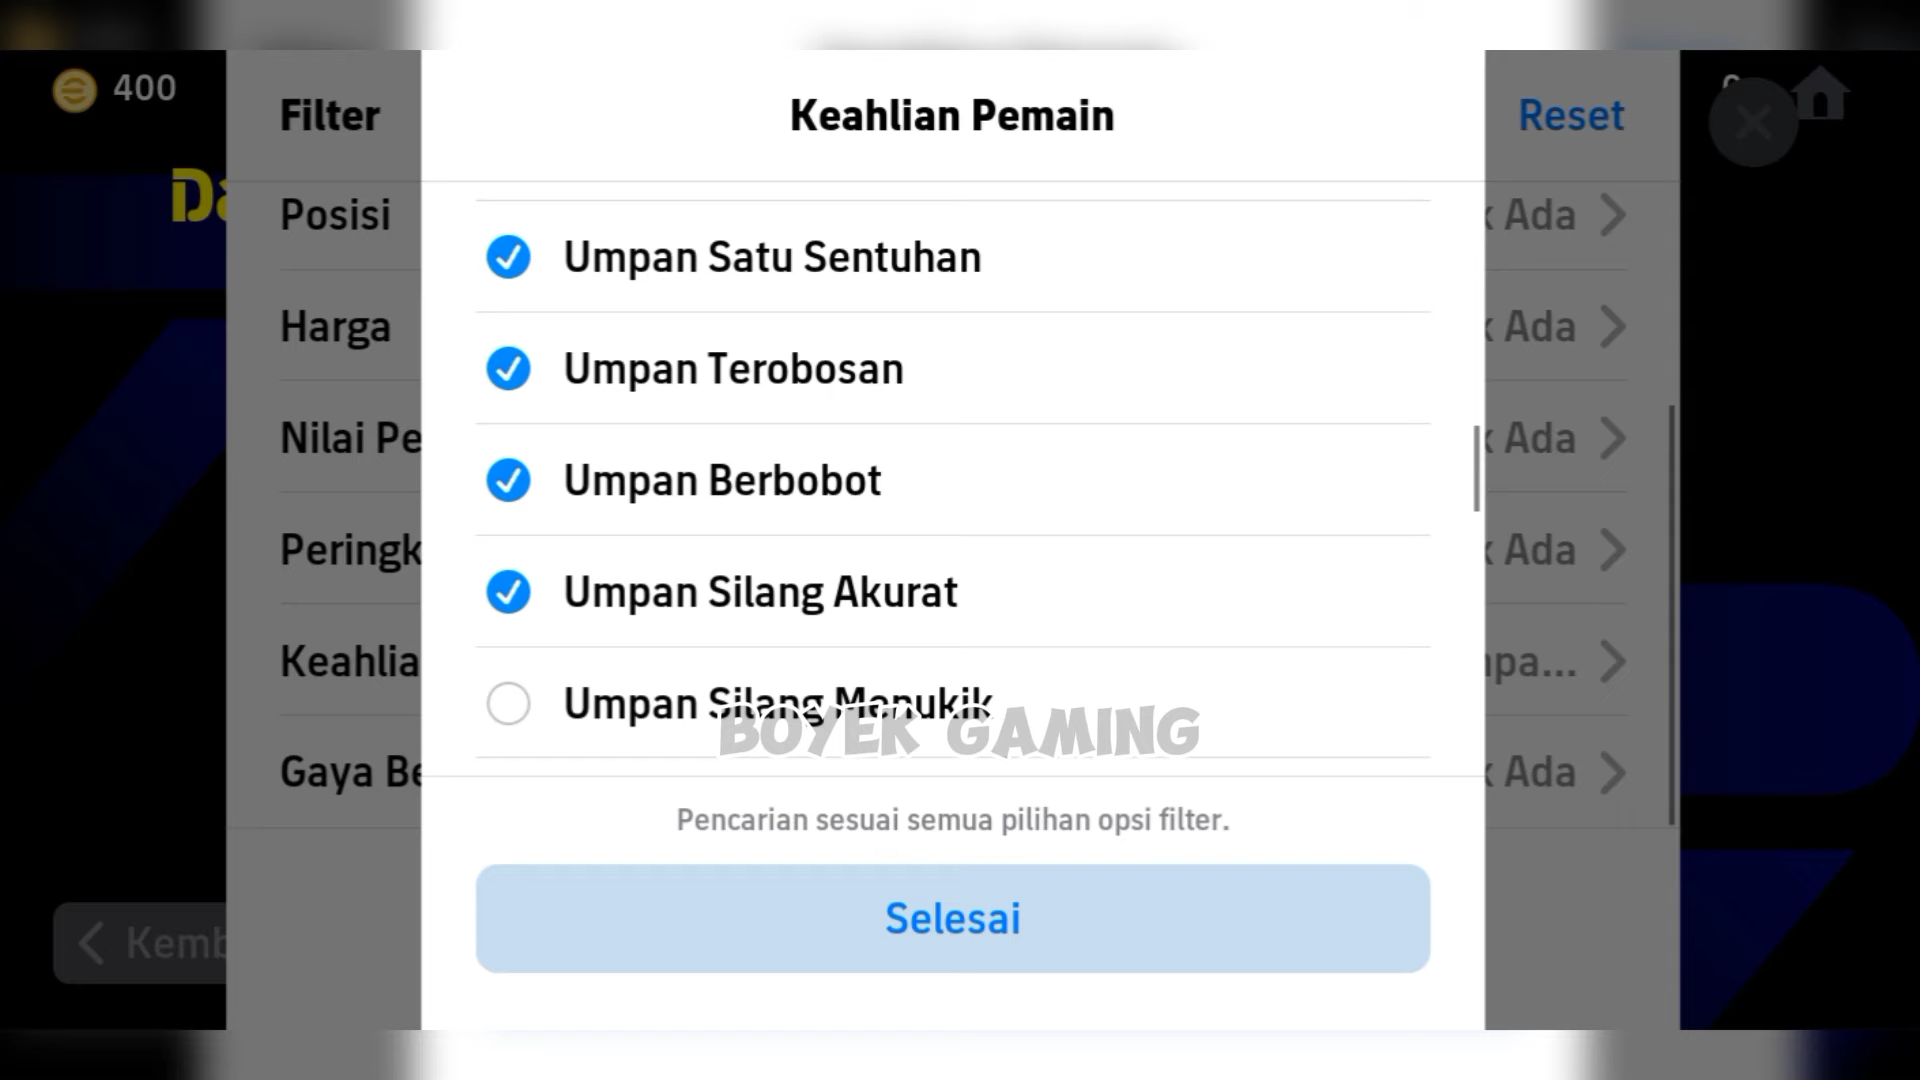 400
Filter
Keahlian Pemain
Reset
Da
Posisi
Ada
Umpan Satu Sentuhan
Harga
Ada
Umpan Terobosan
Nilai Pe
Ada
Umpan Berbobot
Peringk
Ada
Umpan Silang Akurat
Keahlia
npa...
Umpan Silang Menukik
BOYEK GAMING
Gaya Be
Ada
Pencarian sesuai semua pilihan opsi filter.
Selesai
Kemb